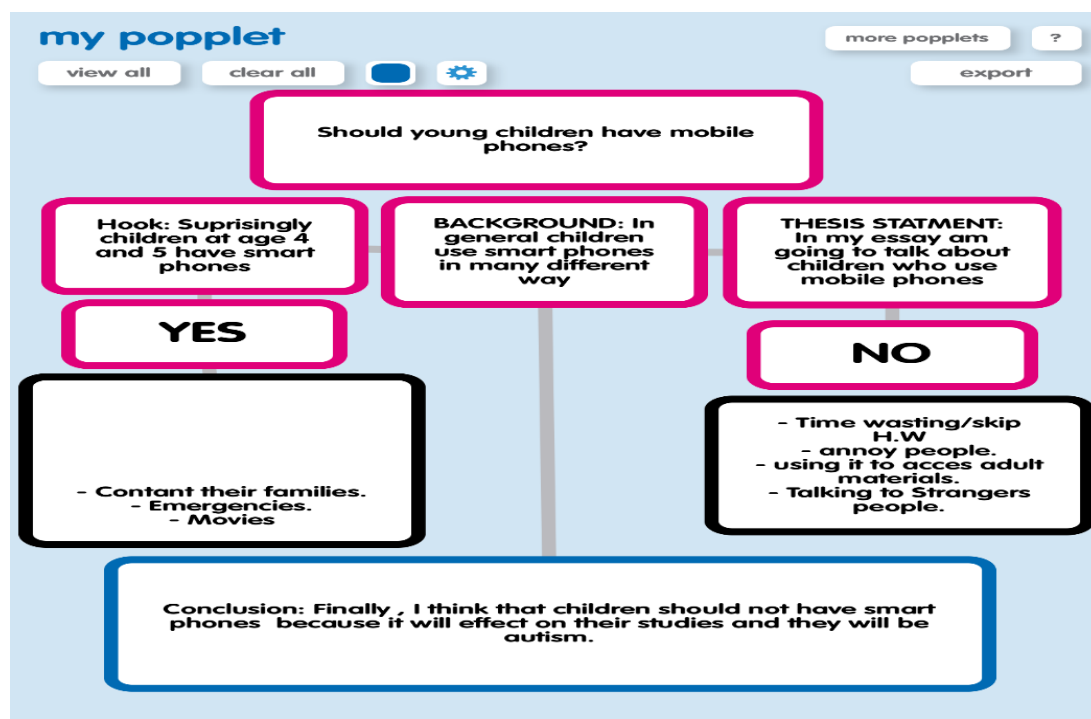 my popplet
more popplets
?
view all
clear all
export
Should young children have mobile
phones?
Hook: Suprisingly
children at age 4
and 5 have smart
phones
BACKGROUND: In
general children
use smart phones
in many different
way
THESIS STATMENT:
In my essay am
going to talk about
children who use
mobile phones
YES
NO
- Contant their families.
- Emergencies.
- Movies
- Time wasting/skip
H.W
- annoy people.
- using it to acces adult
materials.
- Talking to Strangers
people.
Conclusion: Finally , I think that children should not have smart
phones  because it will effect on their studies and they will be
autism.